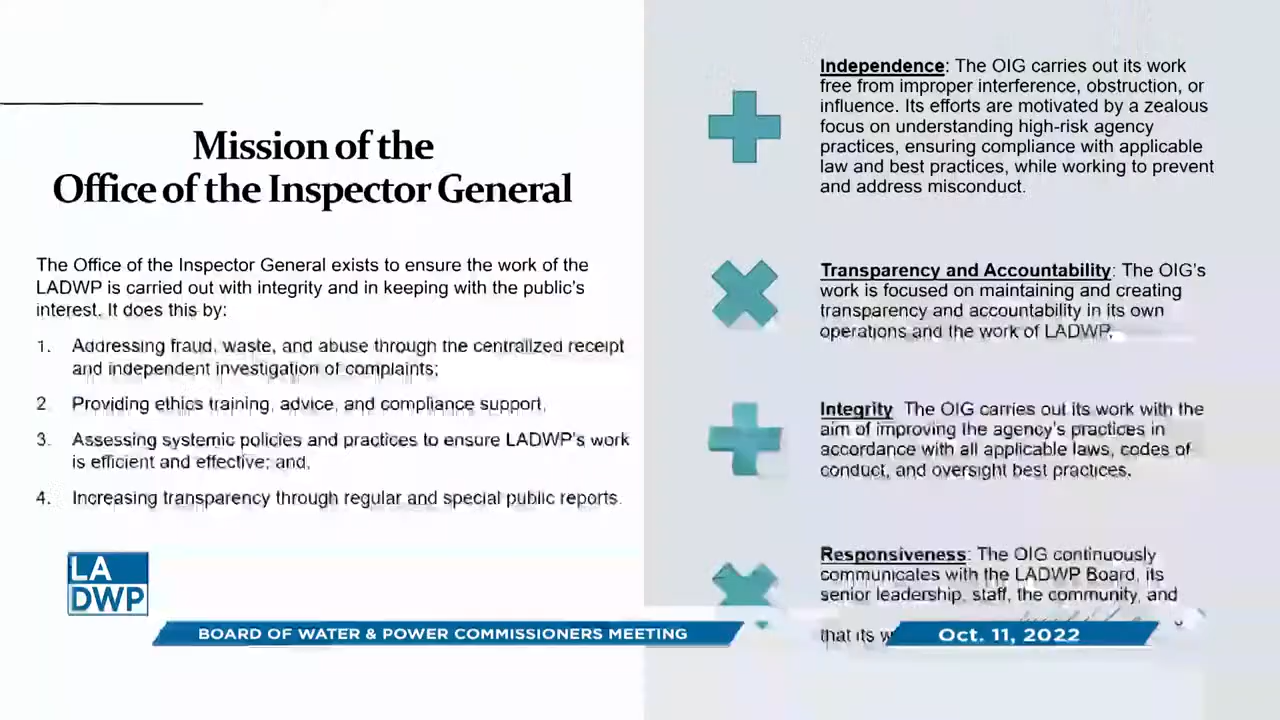 Mission of the
Office of the Inspector General
The Office of the Inspector General exists to ensure the work of the
LADWP is carried out with integrity and in keeping with the public's
interest. It does this by:
1. Addressing fraud, waste, and abuse through the centralized receipt
and independent investigation of complaints;
2. Providing ethics training, advice, and compliance support,
3. Assessing systemic policies and practices to ensure LADWP's work
is efficient and effective; and,
4. Increasing transparency through regular and special public reports.
Independence: The OIG carries out its work
free from improper interference, obstruction, or
influence. Its efforts are motivated by a zealous
focus on understanding high-risk agency
practices, ensuring compliance with applicable
law and best practices, while working to prevent
and address misconduct.
Transparency and Accountability: The OIG's
work is focused on maintaining and creating
transparency and accountability in its own
operations and the work of LADWP.
Integrity The OIG carries out its work with the
aim of improving the agency's practices in
accordance with all applicable laws, codes of
conduct, and oversight best practices.
Responsiveness: The OIG continuously
communicates with the LADWP Board, its
senior leadership, staff, the community, and
that its
LA
DWP
BOARD OF WATER & POWER COMMISSIONERS MEETING
Oct. 11, 2022